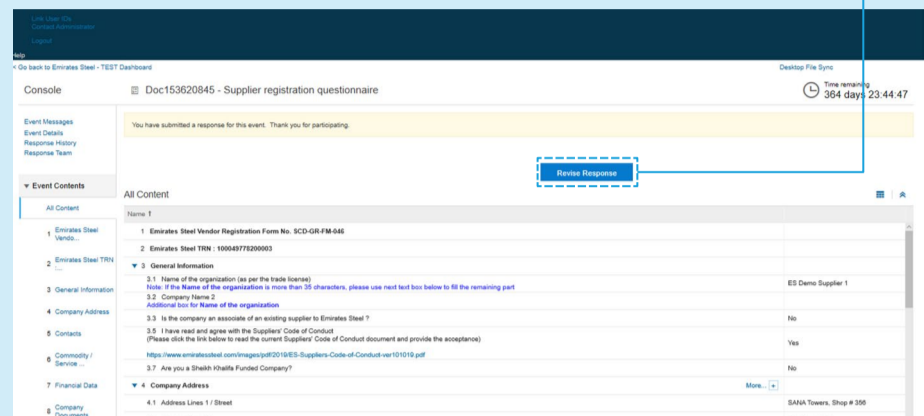 Link User IDs
Contact Administrator
Logout
Help
< Go back to Emirates Steel - TEST Dashboard
Desktop File Sync
Console
Doc153620845 - Supplier registration questionnaire
Time remaining
364 days 23:44:47
Event Messages
Event Details
Response History
Response Team
You have submitted a response for this event. Thank you for participating.
Revise Response
▼ Event Contents
All Content
All Content
Name ↑
1 Emirates Steel Vendo...
2 Emirates Steel TRN :...
3 General Information
4 Company Address
5 Contacts
6 Commodity / Service ...
7 Financial Data
8 Company Documents
1 Emirates Steel Vendor Registration Form No. SCD-GR-FM-046
2 Emirates Steel TRN : 100049778200003
▼ 3 General Information
3.1 Name of the organization (as per the trade license)
Note: If the Name of the organization is more than 35 characters, please use next text box below to fill the remaining part
ES Demo Supplier 1
3.2 Company Name 2
Additional box for Name of the organization
3.3 Is the company an associate of an existing supplier to Emirates Steel ?
No
3.5 I have read and agree with the Suppliers' Code of Conduct
(Please click the link below to read the current Suppliers' Code of Conduct document and provide the acceptance)
Yes
https://www.emiratessteel.com/images/pdf/2019/ES-Suppliers-Code-of-Conduct-ver101019.pdf
3.7 Are you a Sheikh Khalifa Funded Company?
No
▼ 4 Company Address
More... +
4.1 Address Lines 1 / Street
SANA Towers, Shop # 356